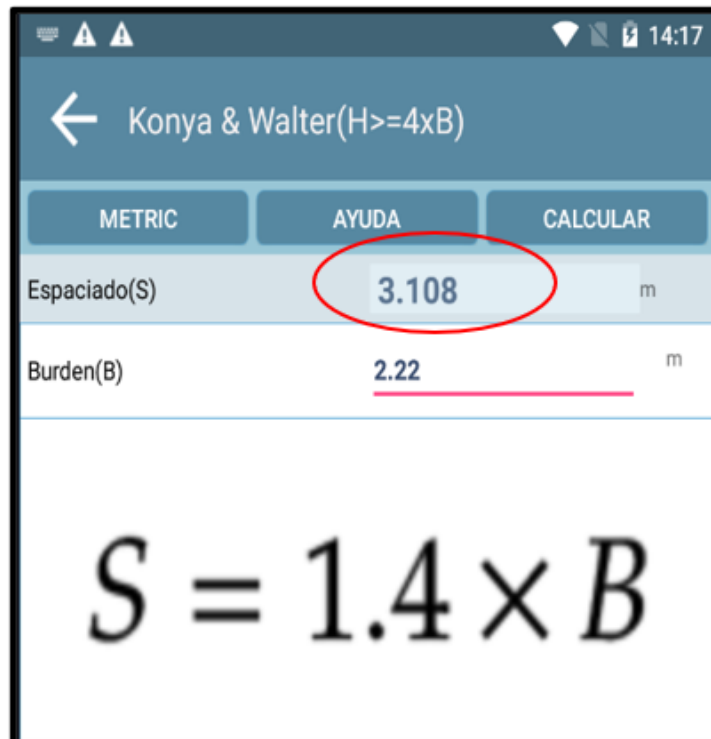 14:17
Konya & Walter(H>=4xB)
METRIC AYUDA CALCULAR
Espaciado(S) 3.108 m
Burden(B) 2.22 m
S = 1.4 × B